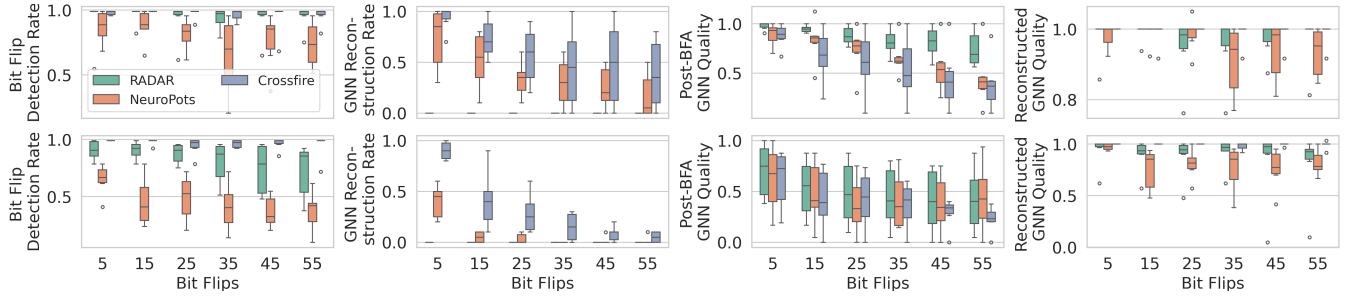 Bit Flip
Detection Rate
1.0
0.5
RADAR
NeuroPots
Crossfire
GNN Recon-
struction Rate
1.0
0.5
0.0
Post-BFA
GNN Quality
1.0
0.5
Reconstructed
GNN Quality
1.0
0.8
Bit Flip
Detection Rate
1.0
0.5
5 15 25 35 45 55
Bit Flips
GNN Recon-
struction Rate
1.0
0.5
0.0
5 15 25 35 45 55
Bit Flips
Post-BFA
GNN Quality
1.0
0.5
0.0
5 15 25 35 45 55
Bit Flips
Reconstructed
GNN Quality
1.0
0.5
0.0
5 15 25 35 45 55
Bit Flips